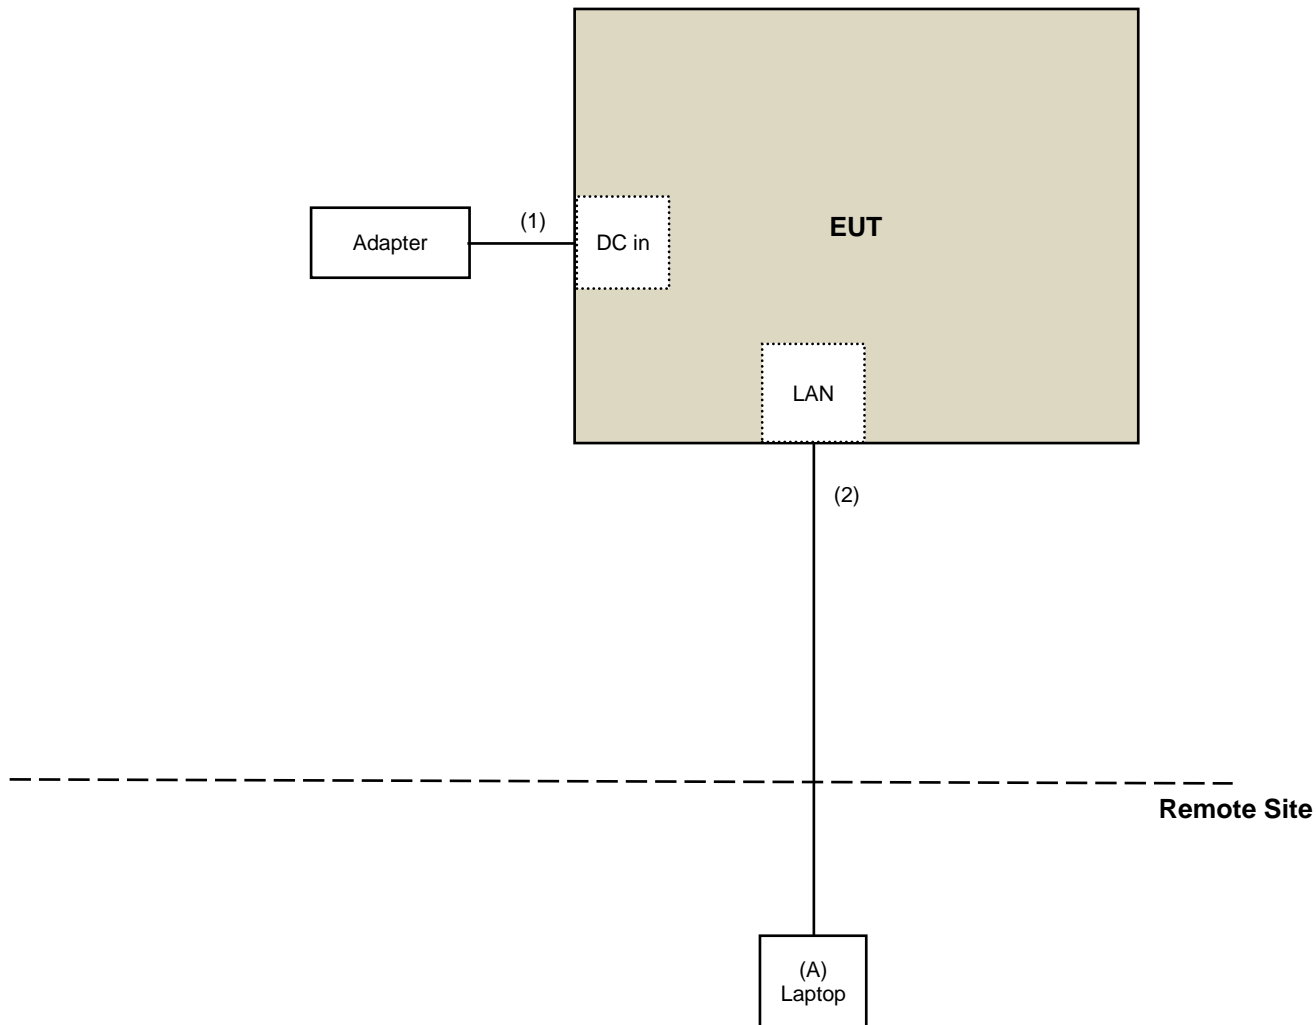 EUT
(1)
Adapter
DC in
LAN
(2)
Remote Site
(A)
Laptop